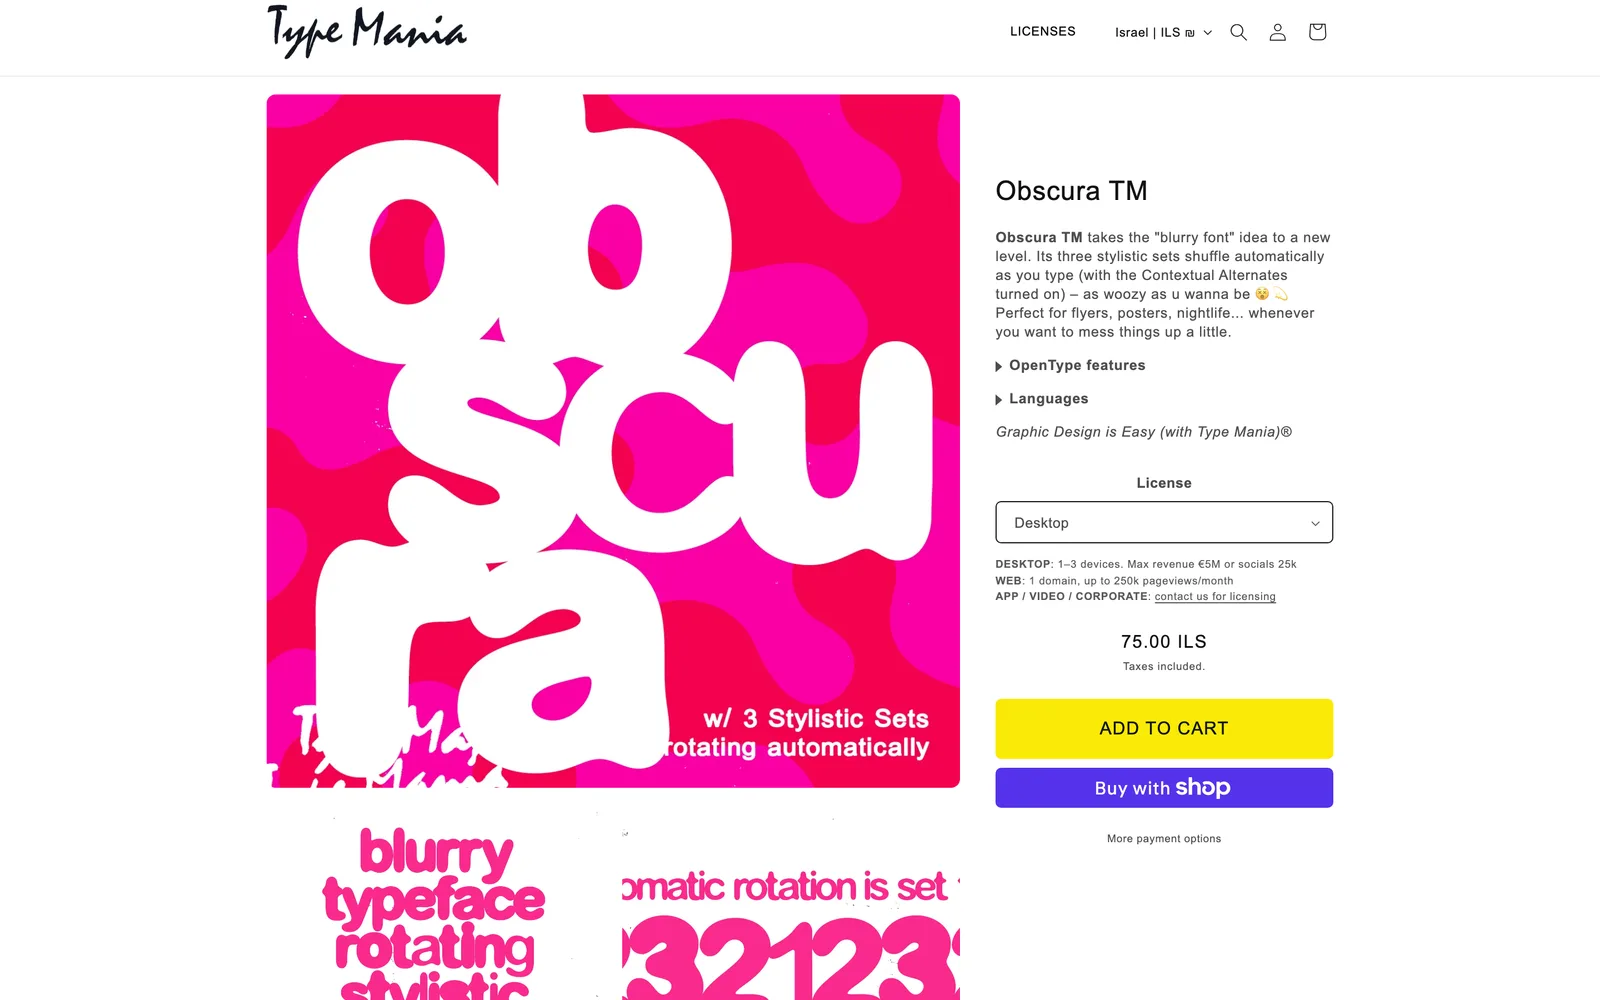 Type Mania
LICENSES
Israel | ILS ₪
obscura
w/ 3 Stylistic Sets
rotating automatically
Obscura TM
Obscura TM takes the "blurry font" idea to a new
level. Its three stylistic sets shuffle automatically
as you type (with the Contextual Alternates
turned on) – as woozy as u wanna be 😵 💫
Perfect for flyers, posters, nightlife... whenever
you want to mess things up a little.
OpenType features
Languages
Graphic Design is Easy (with Type Mania)®
License
Desktop
DESKTOP: 1–3 devices. Max revenue €5M or socials 25k
WEB: 1 domain, up to 250k pageviews/month
APP / VIDEO / CORPORATE: contact us for licensing
75.00 ILS
Taxes included.
ADD TO CART
Buy with shop
More payment options
blurry
typeface
rotating
stylistic
omatic rotation is set
32123